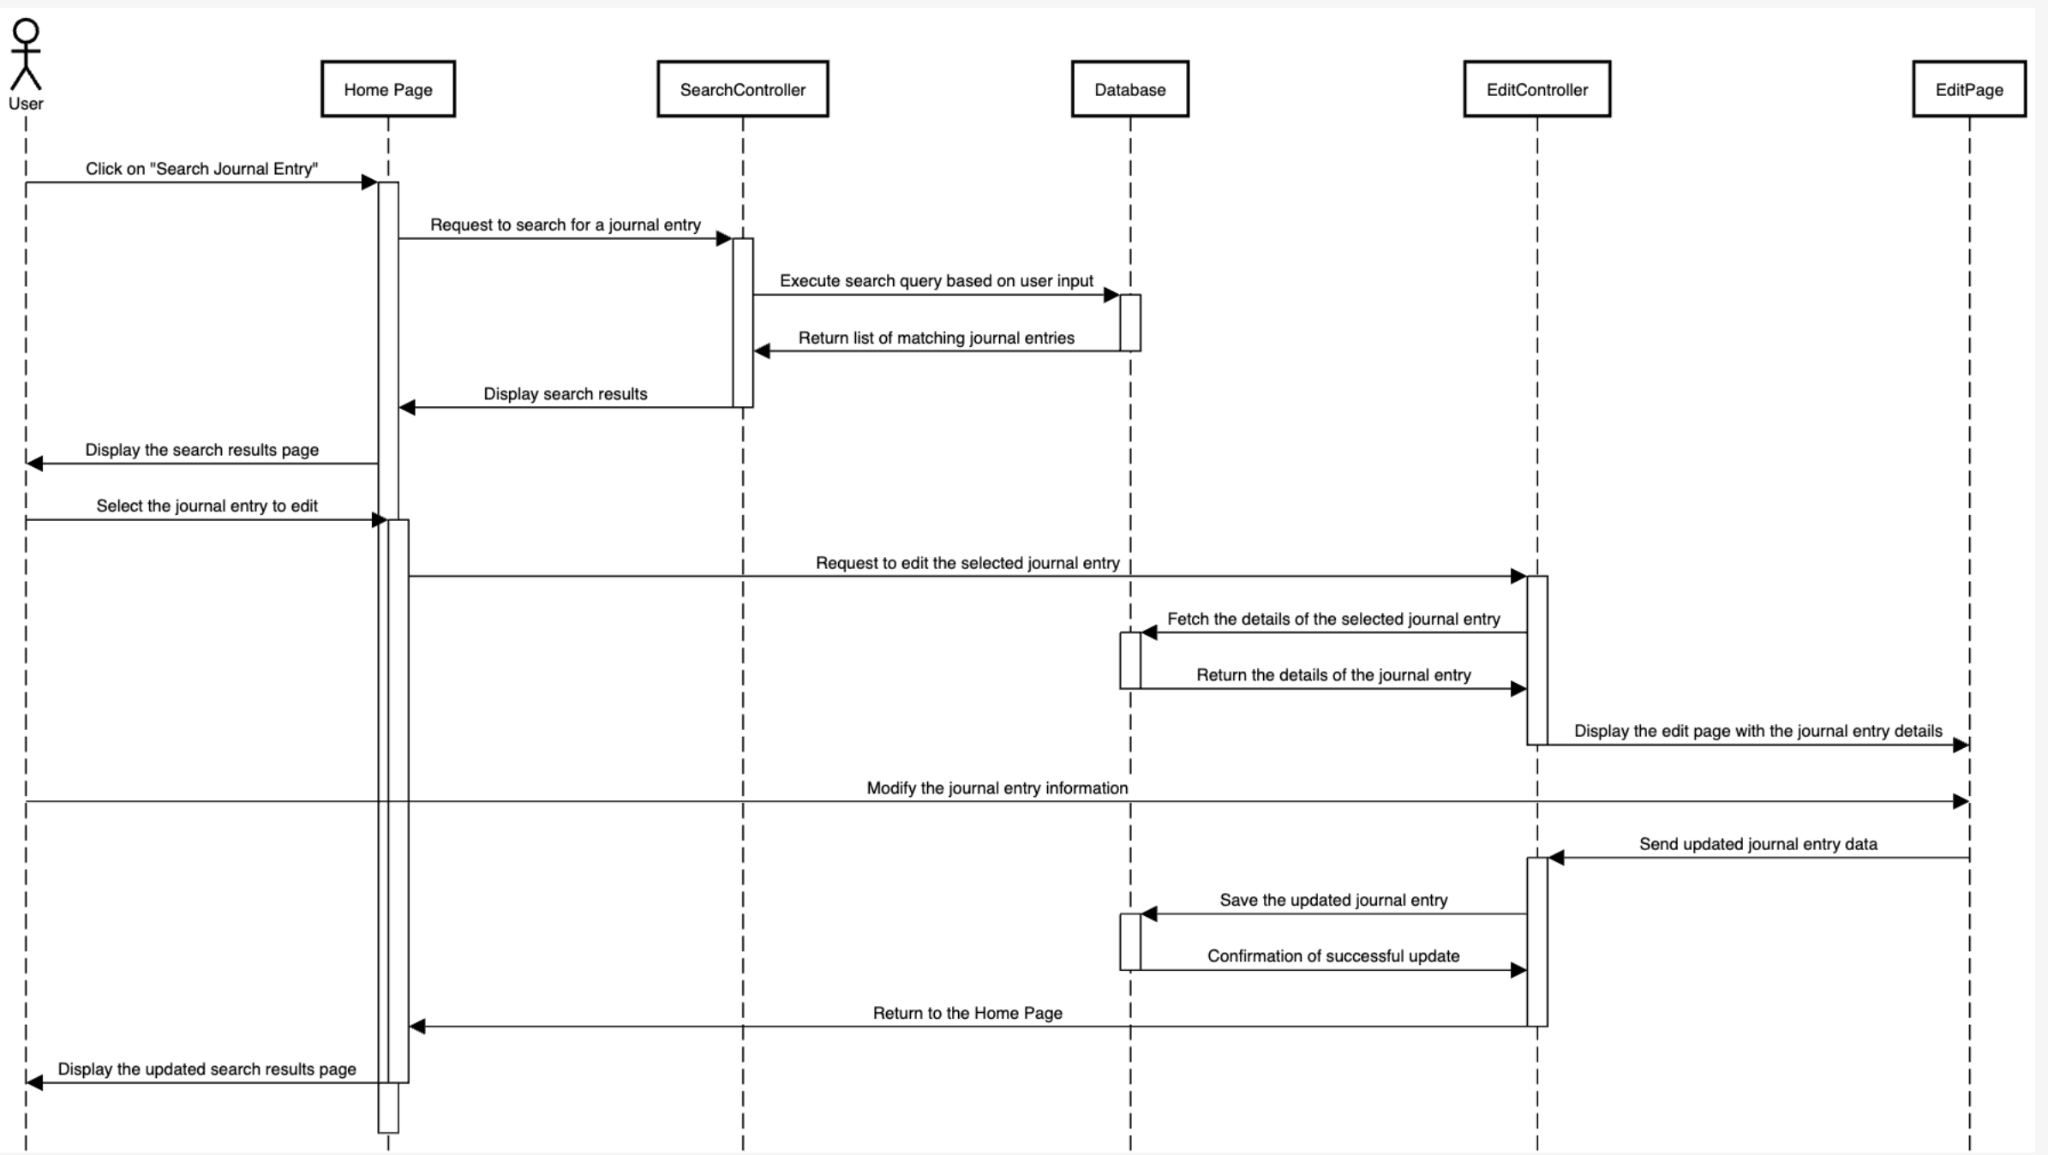 User
Home Page
SearchController
Database
EditController
EditPage
Click on "Search Journal Entry"
Request to search for a journal entry
Execute search query based on user input
Return list of matching journal entries
Display search results
Display the search results page
Select the journal entry to edit
Request to edit the selected journal entry
Fetch the details of the selected journal entry
Return the details of the journal entry
Display the edit page with the journal entry details
Modify the journal entry information
Send updated journal entry data
Save the updated journal entry
Confirmation of successful update
Return to the Home Page
Display the updated search results page